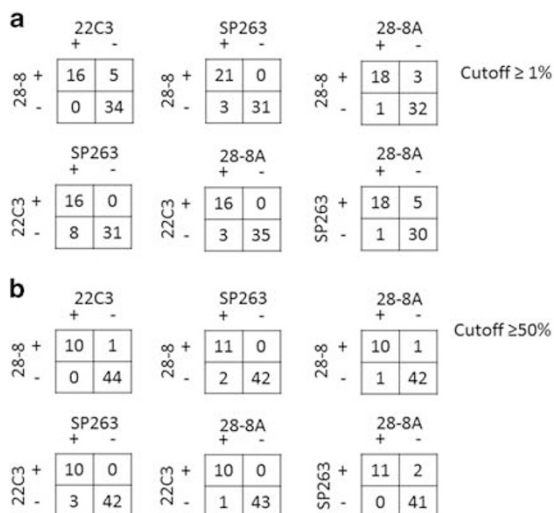 a
22C3 SP263 28-8A
+ - + - + -
28-8 + 16 5 28-8 + 21 0 28-8 + 18 3 Cutoff ≥ 1%
- 0 34 - 3 31 - 1 32
SP263 28-8A 28-8A
+ - + - + -
22C3 + 16 0 22C3 + 16 0 SP263 + 18 5
- 8 31 - 3 35 - 1 30
b
22C3 SP263 28-8A
+ - + - + -
28-8 + 10 1 28-8 + 11 0 28-8 + 10 1 Cutoff ≥50%
- 0 44 - 2 42 - 1 42
SP263 28-8A 28-8A
+ - + - + -
22C3 + 10 0 22C3 + 10 0 SP263 + 11 2
- 3 42 - 1 43 - 0 41